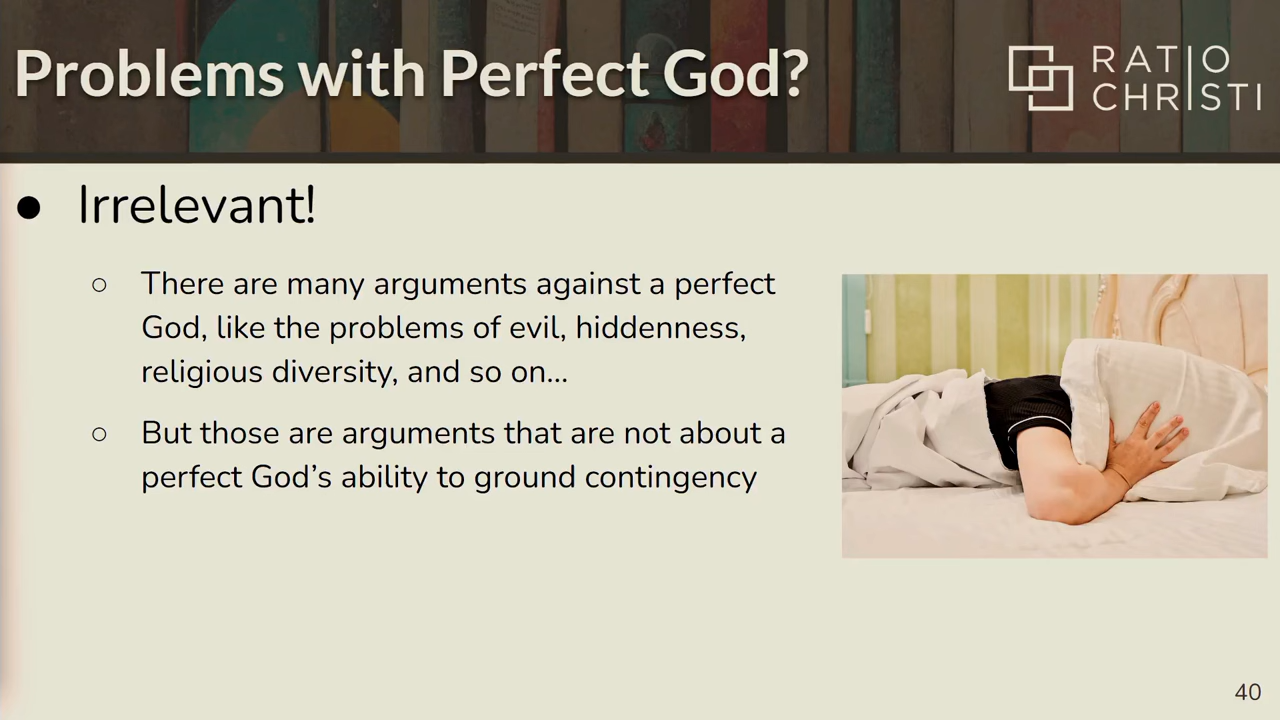 Problems with Perfect God?
RATIO
CHRISTI
● Irrelevant!
○ There are many arguments against a perfect
God, like the problems of evil, hiddenness,
religious diversity, and so on...
○ But those are arguments that are not about a
perfect God’s ability to ground contingency
40